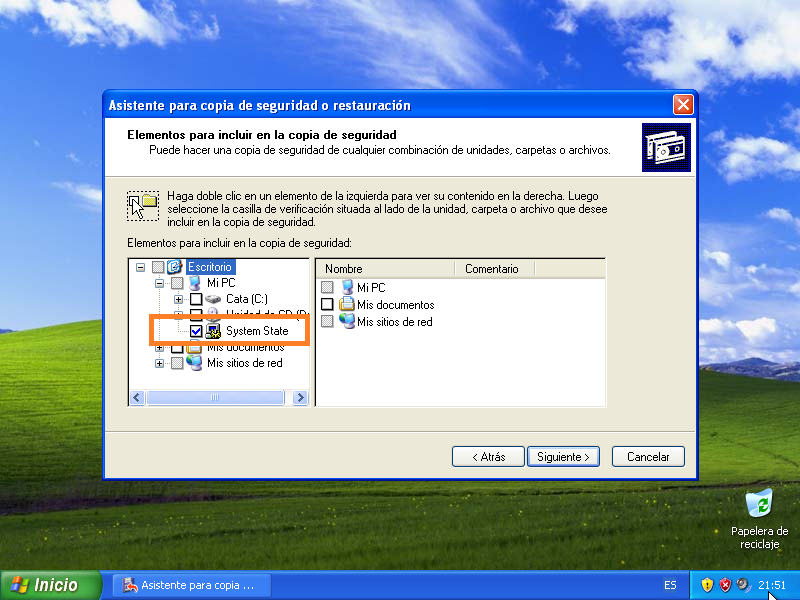 Asistente para copia de seguridad o restauración
Elementos para incluir en la copia de seguridad
Puede hacer una copia de seguridad de cualquier combinación de unidades, carpetas o archivos.
Haga doble clic en un elemento de la izquierda para ver su contenido en la derecha. Luego
seleccione la casilla de verificación situada al lado de la unidad, carpeta o archivo que desee
incluir en la copia de seguridad.
Elementos para incluir en la copia de seguridad:
Escritorio
Mi PC
Cata (C:)
Unidad de CD (D:
System State
Mis documentos
Mis sitios de red
Nombre Comentario
Mi PC
Mis documentos
Mis sitios de red
< Atrás Siguiente > Cancelar
Papelera de
reciclaje
Inicio Asistente para copia ... ES 21:51